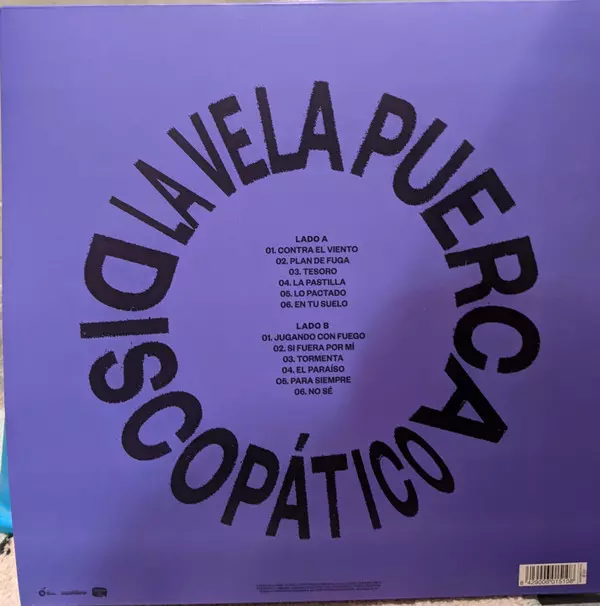 LA VELA PUERCA
DISCOPÁTICO
LADO A
01. CONTRA EL VIENTO
02. PLAN DE FUGA
03. TESORO
04. LA PASTILLA
05. LO PACTADO
06. EN TU SUELO
LADO B
01. JUGANDO CON FUEGO
02. SI FUERA POR MÍ
03. TORMENTA
04. EL PARAÍSO
05. PARA SIEMPRE
06. NO SÉ